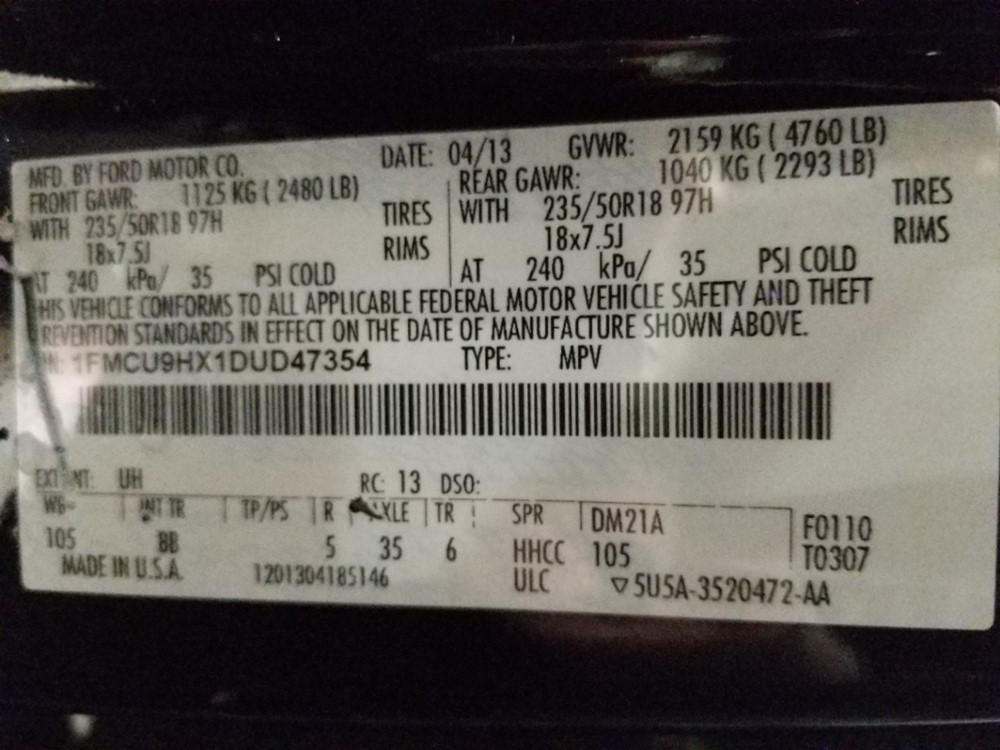 MFD. BY FORD MOTOR CO. DATE: 04/13 GVWR: 2159 KG ( 4760 LB)
FRONT GAWR: 1125 KG ( 2480 LB) REAR GAWR: 1040 KG ( 2293 LB)
WITH 235/50R18 97H TIRES WITH 235/50R18 97H TIRES
18x7.5J RIMS 18x7.5J RIMS
AT 240 kPa/ 35 PSI COLD AT 240 kPa/ 35 PSI COLD
HIS VEHICLE CONFORMS TO ALL APPLICABLE FEDERAL MOTOR VEHICLE SAFETY AND THEFT
REVENTION STANDARDS IN EFFECT ON THE DATE OF MANUFACTURE SHOWN ABOVE.
N: 1FMCU9HX1DUD47354 TYPE: MPV
EXT NT: UH RC: 13 DSO:
WB INT TR TP/PS R AXLE TR SPR DM21A F0110
105 BB 5 35 6 HHCC 105 T0307
MADE IN U.S.A. 1201304185146 ULC ▽5U5A-3520472-AA